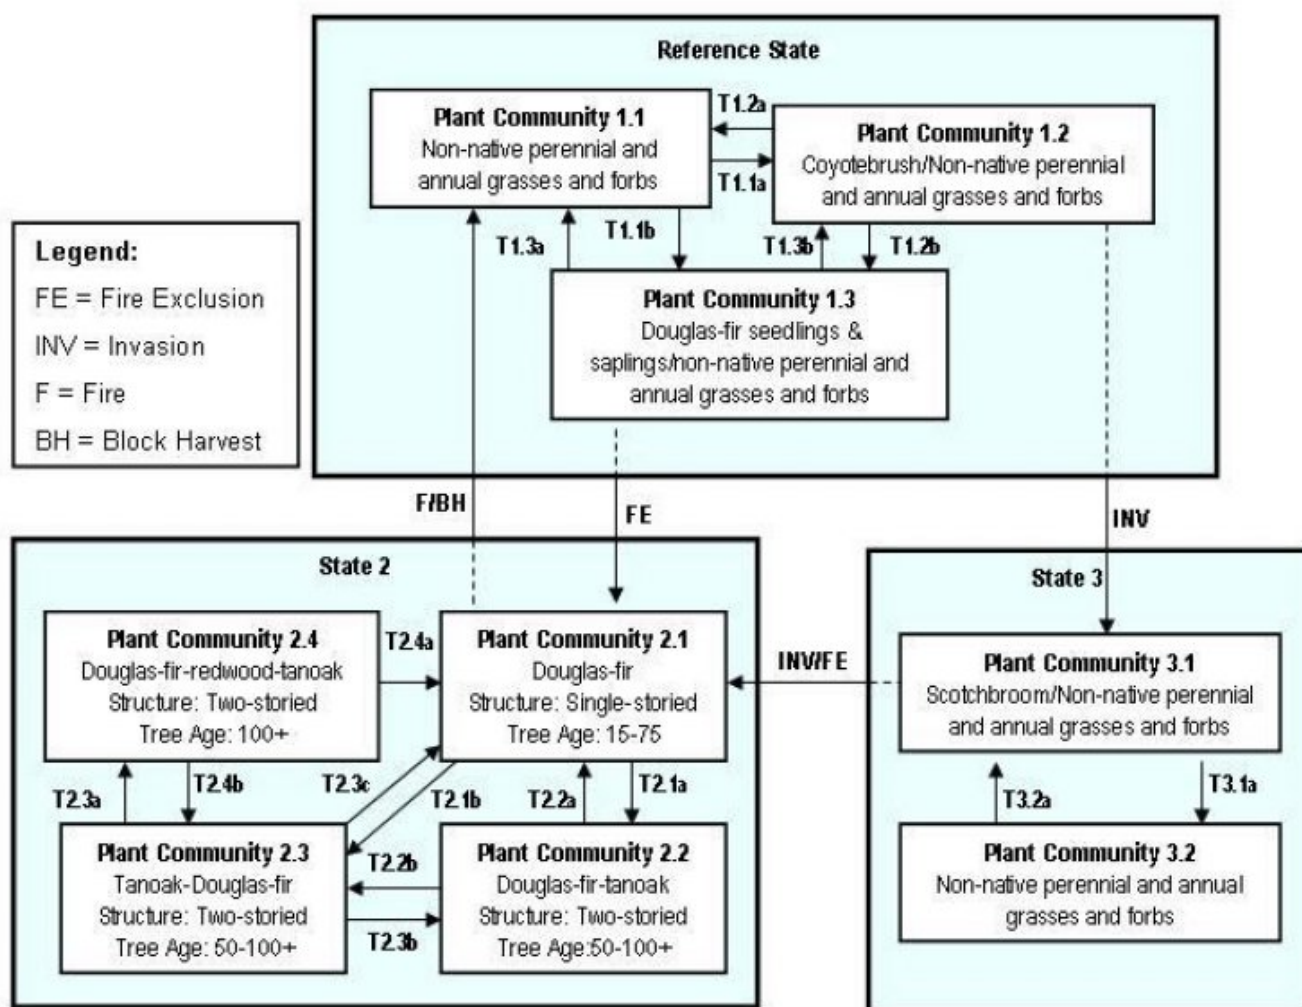 Reference State
Plant Community 1.1
Non-native perennial and
annual grasses and forbs
T1.2a
T1.1a
Plant Community 1.2
Coyotebrush/Non-native perennial
and annual grasses and forbs
T1.3a
T1.1b
T1.3b
T1.2b
Plant Community 1.3
Douglas-fir seedlings &
saplings/non-native perennial and
annual grasses and forbs
Legend:
FE = Fire Exclusion
INV = Invasion
F = Fire
BH = Block Harvest
F/BH
FE
INV
State 2
Plant Community 2.4
Douglas-fir-redwood-tanoak
Structure: Two-storied
Tree Age: 100+
T2.4a
Plant Community 2.1
Douglas-fir
Structure: Single-storied
Tree Age: 15-75
T2.3a
T2.4b
T2.3c
T2.1b
T2.2a
T2.1a
Plant Community 2.3
Tanoak-Douglas-fir
Structure: Two-storied
Tree Age: 50-100+
T2.2b
T2.3b
Plant Community 2.2
Douglas-fir-tanoak
Structure: Two-storied
Tree Age:50-100+
INV/FE
State 3
Plant Community 3.1
Scotchbroom/Non-native perennial
and annual grasses and forbs
T3.2a
T3.1a
Plant Community 3.2
Non-native perennial and annual
grasses and forbs